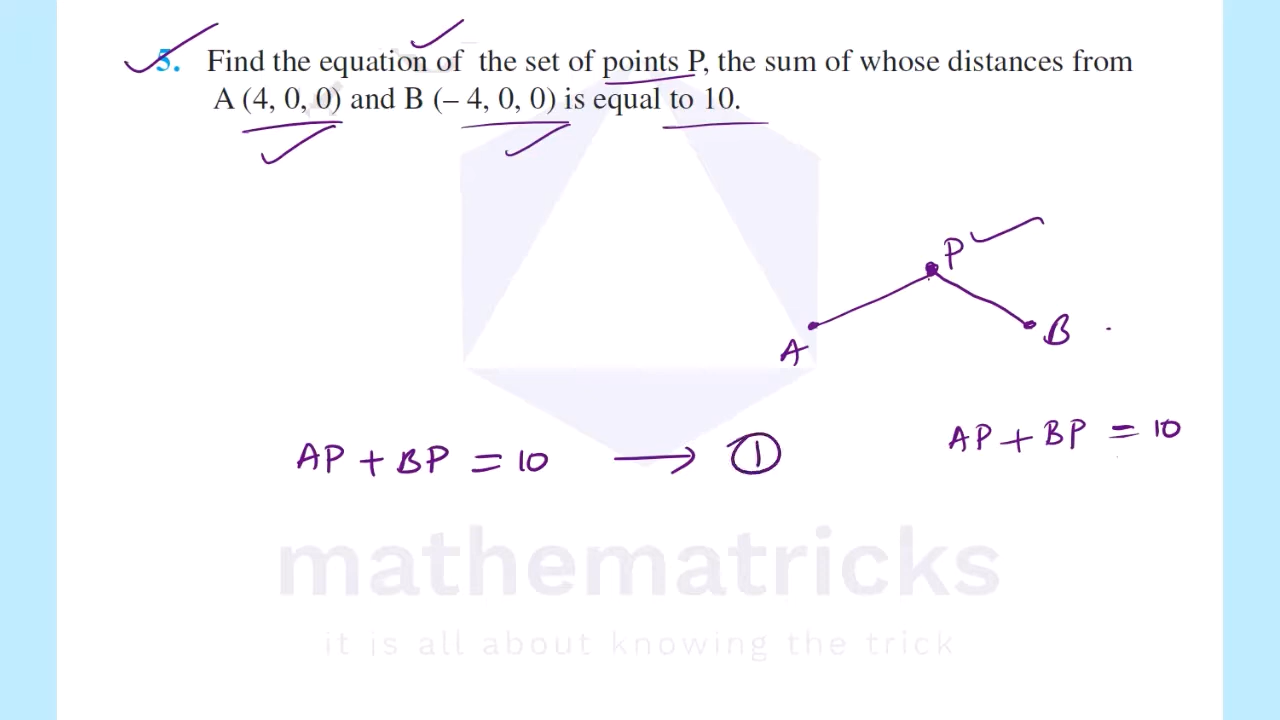 5. Find the equation of the set of points P, the sum of whose distances from
A (4, 0, 0) and B (– 4, 0, 0) is equal to 10.
P
A
B
AP + BP = 10
AP + BP = 10 → ①
mathematricks
it is all about knowing the trick